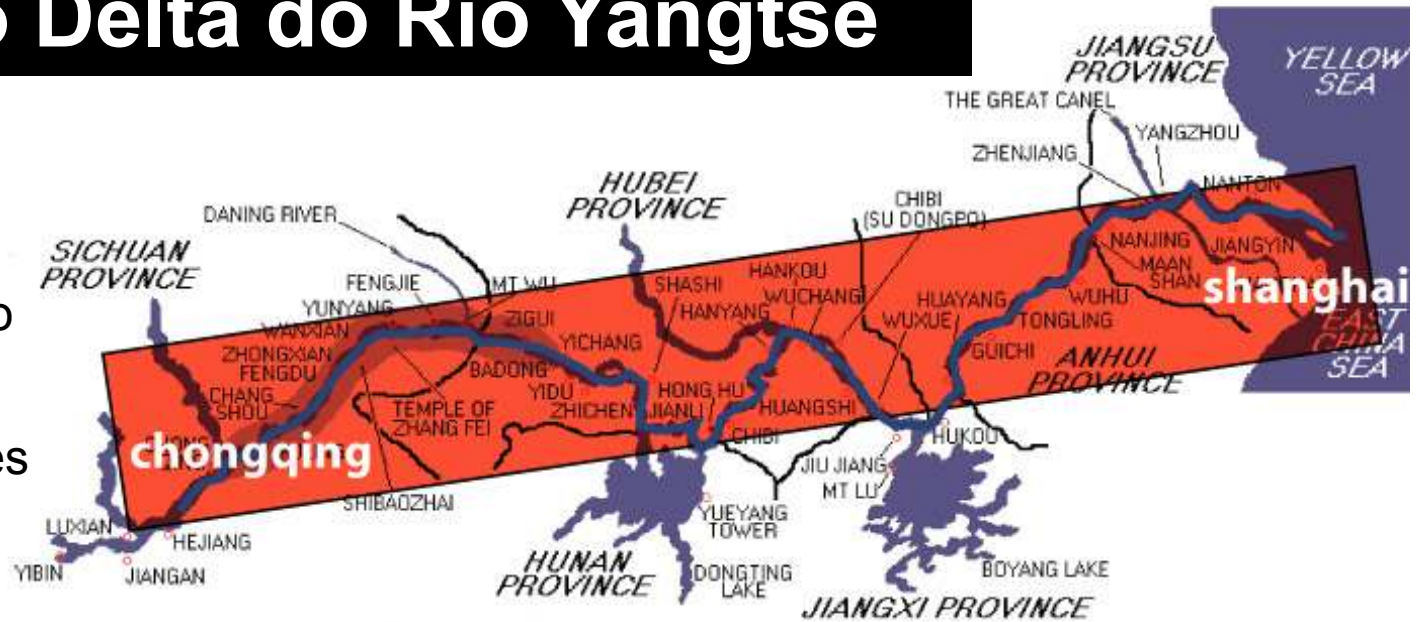 o Delta do Rio Yangtse
o
es
JIANGSU
PROVINCE
YELLOW
SEA
THE GREAT CANEL
YANGZHOU
ZHENJIANG
NANTON
HUBEI
PROVINCE
CHIBI
(SU DONGPO)
DANING RIVER
SICHUAN
PROVINCE
FENGJIE
MT WU
SHASHI
HANKOU
NANJING
JIANGYIN
YUNYANG
ZIGUI
HANYANG
WUCHANG
MAAN
SHAN
shanghai
WANXIAN
YICHANG
HUAYANG
WUHU
ZHONGXIAN
WUXUE
TONGLING
EAST
CHINA
SEA
FENGDU
BADONG
GUICHI
ANHUI
PROVINCE
CHANG
SHOU
YIDU
HONG HU
TEMPLE OF
ZHANG FEI
ZHICHEN
JIANLI
HUANGSHI
chongqing
CHIBI
HUKOU
JIU JIANG
MT LU
SHIBAOZHAI
YUEYANG
TOWER
LUXIAN
HEJIANG
YIBIN
JIANGAN
HUNAN
PROVINCE
DONGTING
LAKE
BOYANG LAKE
JIANGXI PROVINCE